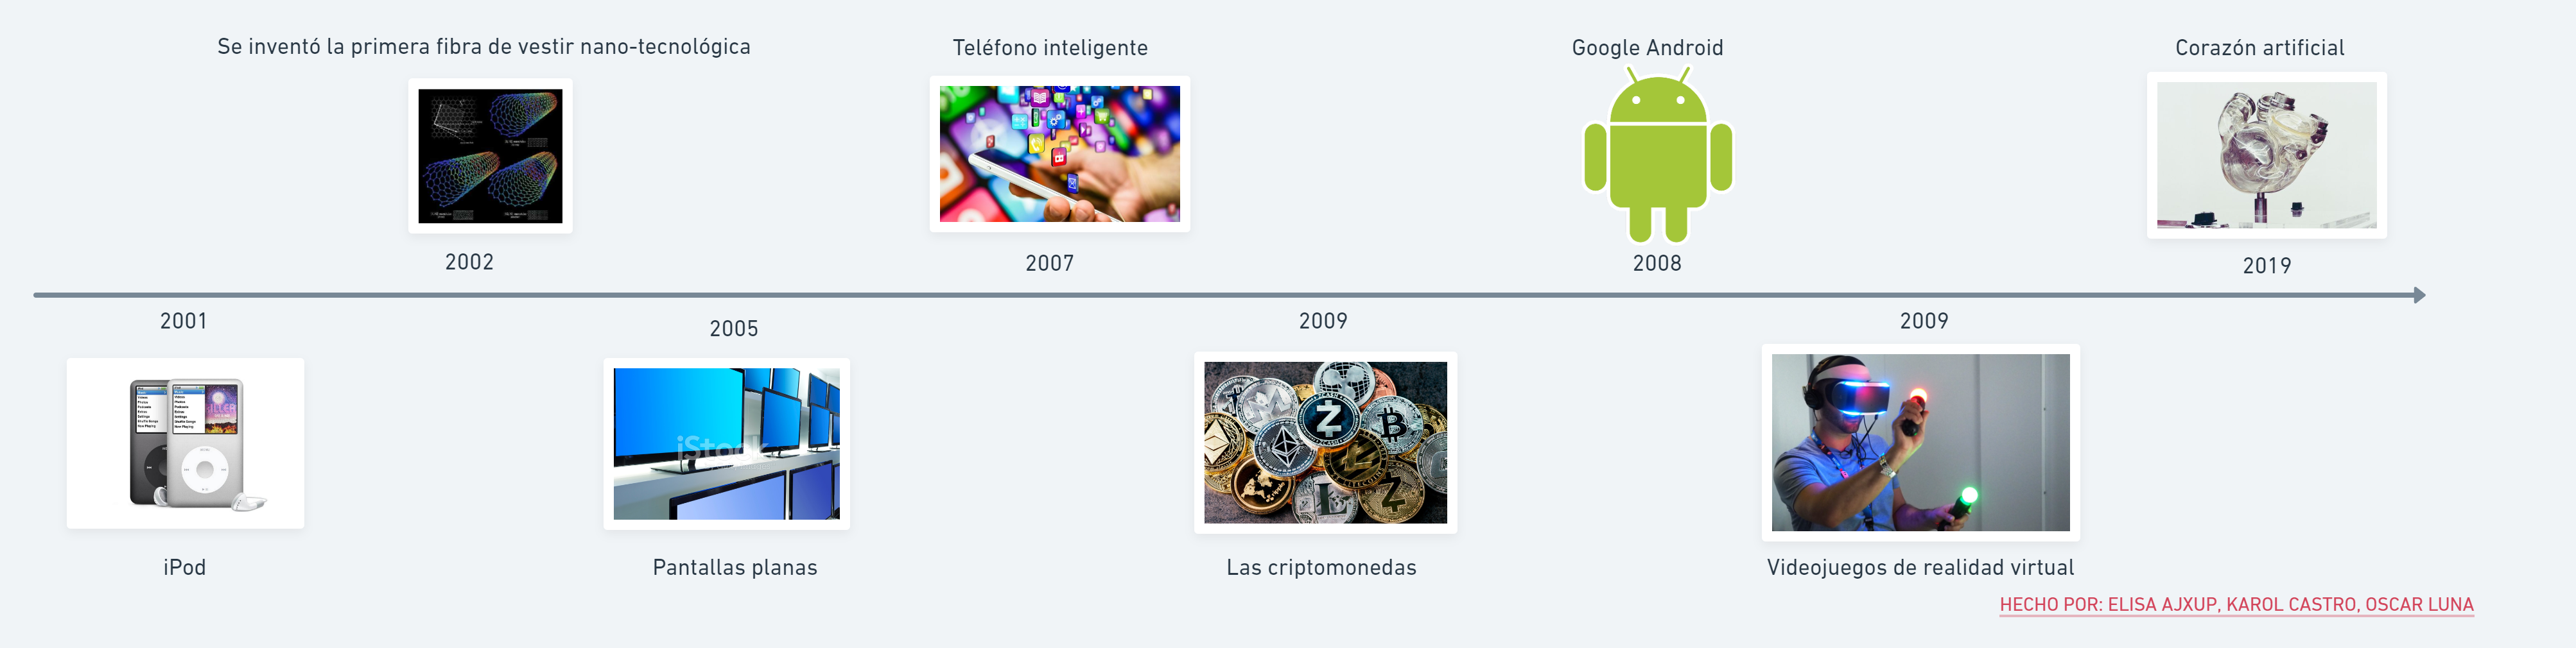 Se inventó la primera fibra de vestir nano-tecnológica
Teléfono inteligente
Google Android
Corazón artificial
2002
2007
2008
2019
2001
2005
2009
2009
iStock
iPod
Pantallas planas
Las criptomonedas
Videojuegos de realidad virtual
HECHO POR: ELISA AJXUP, KAROL CASTRO, OSCAR LUNA